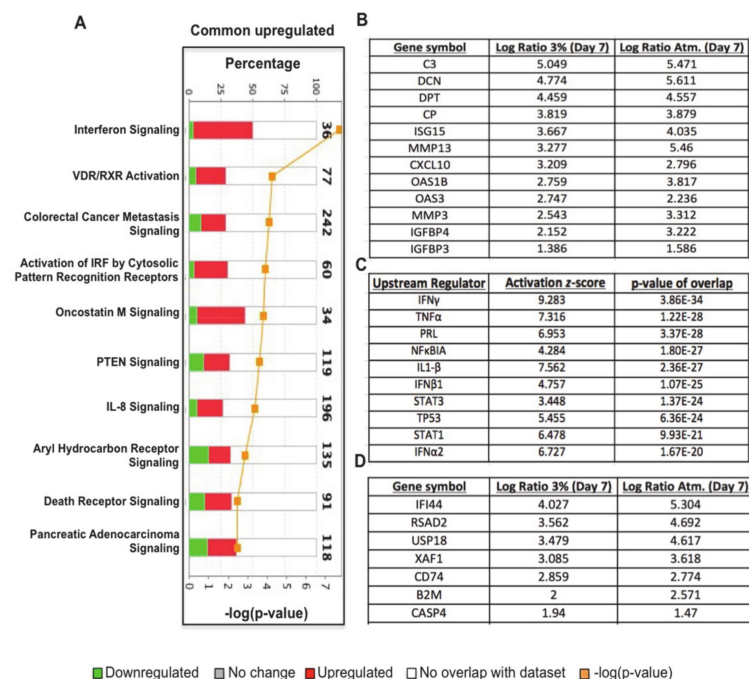 A
Common upregulated
Percentage
0 25 50 75 100
Interferon Signaling 36
VDR/RXR Activation 77
Colorectal Cancer Metastasis
Signaling 242
Activation of IRF by Cytosolic
Pattern Recognition Receptors 60
Oncostatin M Signaling 34
PTEN Signaling 119
IL-8 Signaling 196
Aryl Hydrocarbon Receptor
Signaling 135
Death Receptor Signaling 91
Pancreatic Adenocarcinoma
Signaling 118
0 1 2 3 4 5 6 7
-log(p-value)
B
Gene symbol Log Ratio 3% (Day 7) Log Ratio Atm. (Day 7)
C3 5.049 5.471
DCN 4.774 5.611
DPT 4.459 4.557
CP 3.819 3.879
ISG15 3.667 4.035
MMP13 3.277 5.46
CXCL10 3.209 2.796
OAS1B 2.759 3.817
OAS3 2.747 2.236
MMP3 2.543 3.312
IGFBP4 2.152 3.222
IGFBP3 1.386 1.586
C
Upstream Regulator Activation z-score p-value of overlap
IFNγ 9.283 3.86E-34
TNFα 7.316 1.22E-28
PRL 6.953 3.37E-28
NFκBIA 4.284 1.80E-27
IL1-β 7.562 2.36E-27
IFNβ1 4.757 1.07E-25
STAT3 3.448 1.37E-24
TP53 5.455 6.36E-24
STAT1 6.478 9.93E-21
IFNα2 6.727 1.67E-20
D
Gene symbol Log Ratio 3% (Day 7) Log Ratio Atm. (Day 7)
IFI44 4.027 5.304
RSAD2 3.562 4.692
USP18 3.479 4.617
XAF1 3.085 3.618
CD74 2.859 2.774
B2M 2 2.571
CASP4 1.94 1.47
Downregulated No change Upregulated No overlap with dataset -log(p-value)